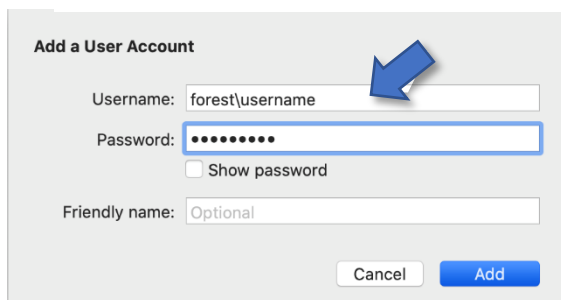 Add a User Account
Username: forest\username
Password: •••••••••
Show password
Friendly name: Optional
Cancel Add